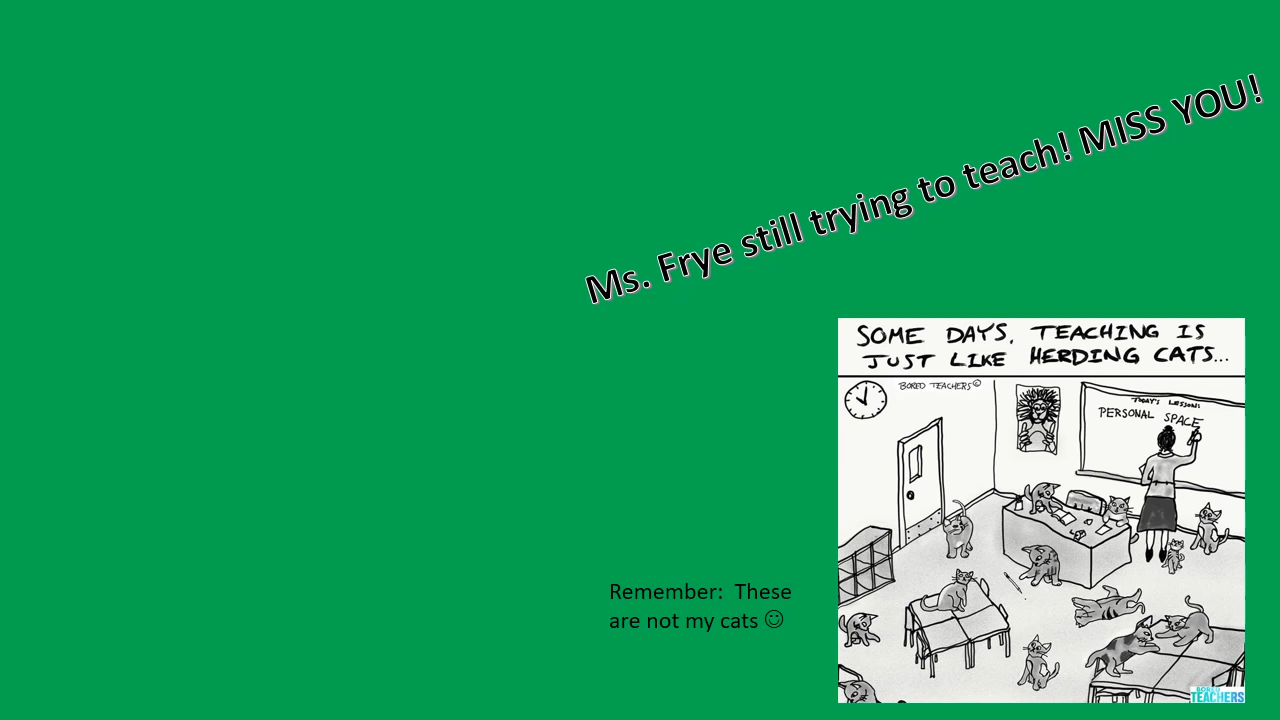 Ms. Frye still trying to teach! MISS YOU!
SOME DAYS, TEACHING IS
JUST LIKE HERDING CATS...
BORED TEACHERS©
TODAY'S LESSON:
PERSONAL SPACE
Remember:  These
are not my cats ☺
BORED
TEACHERS